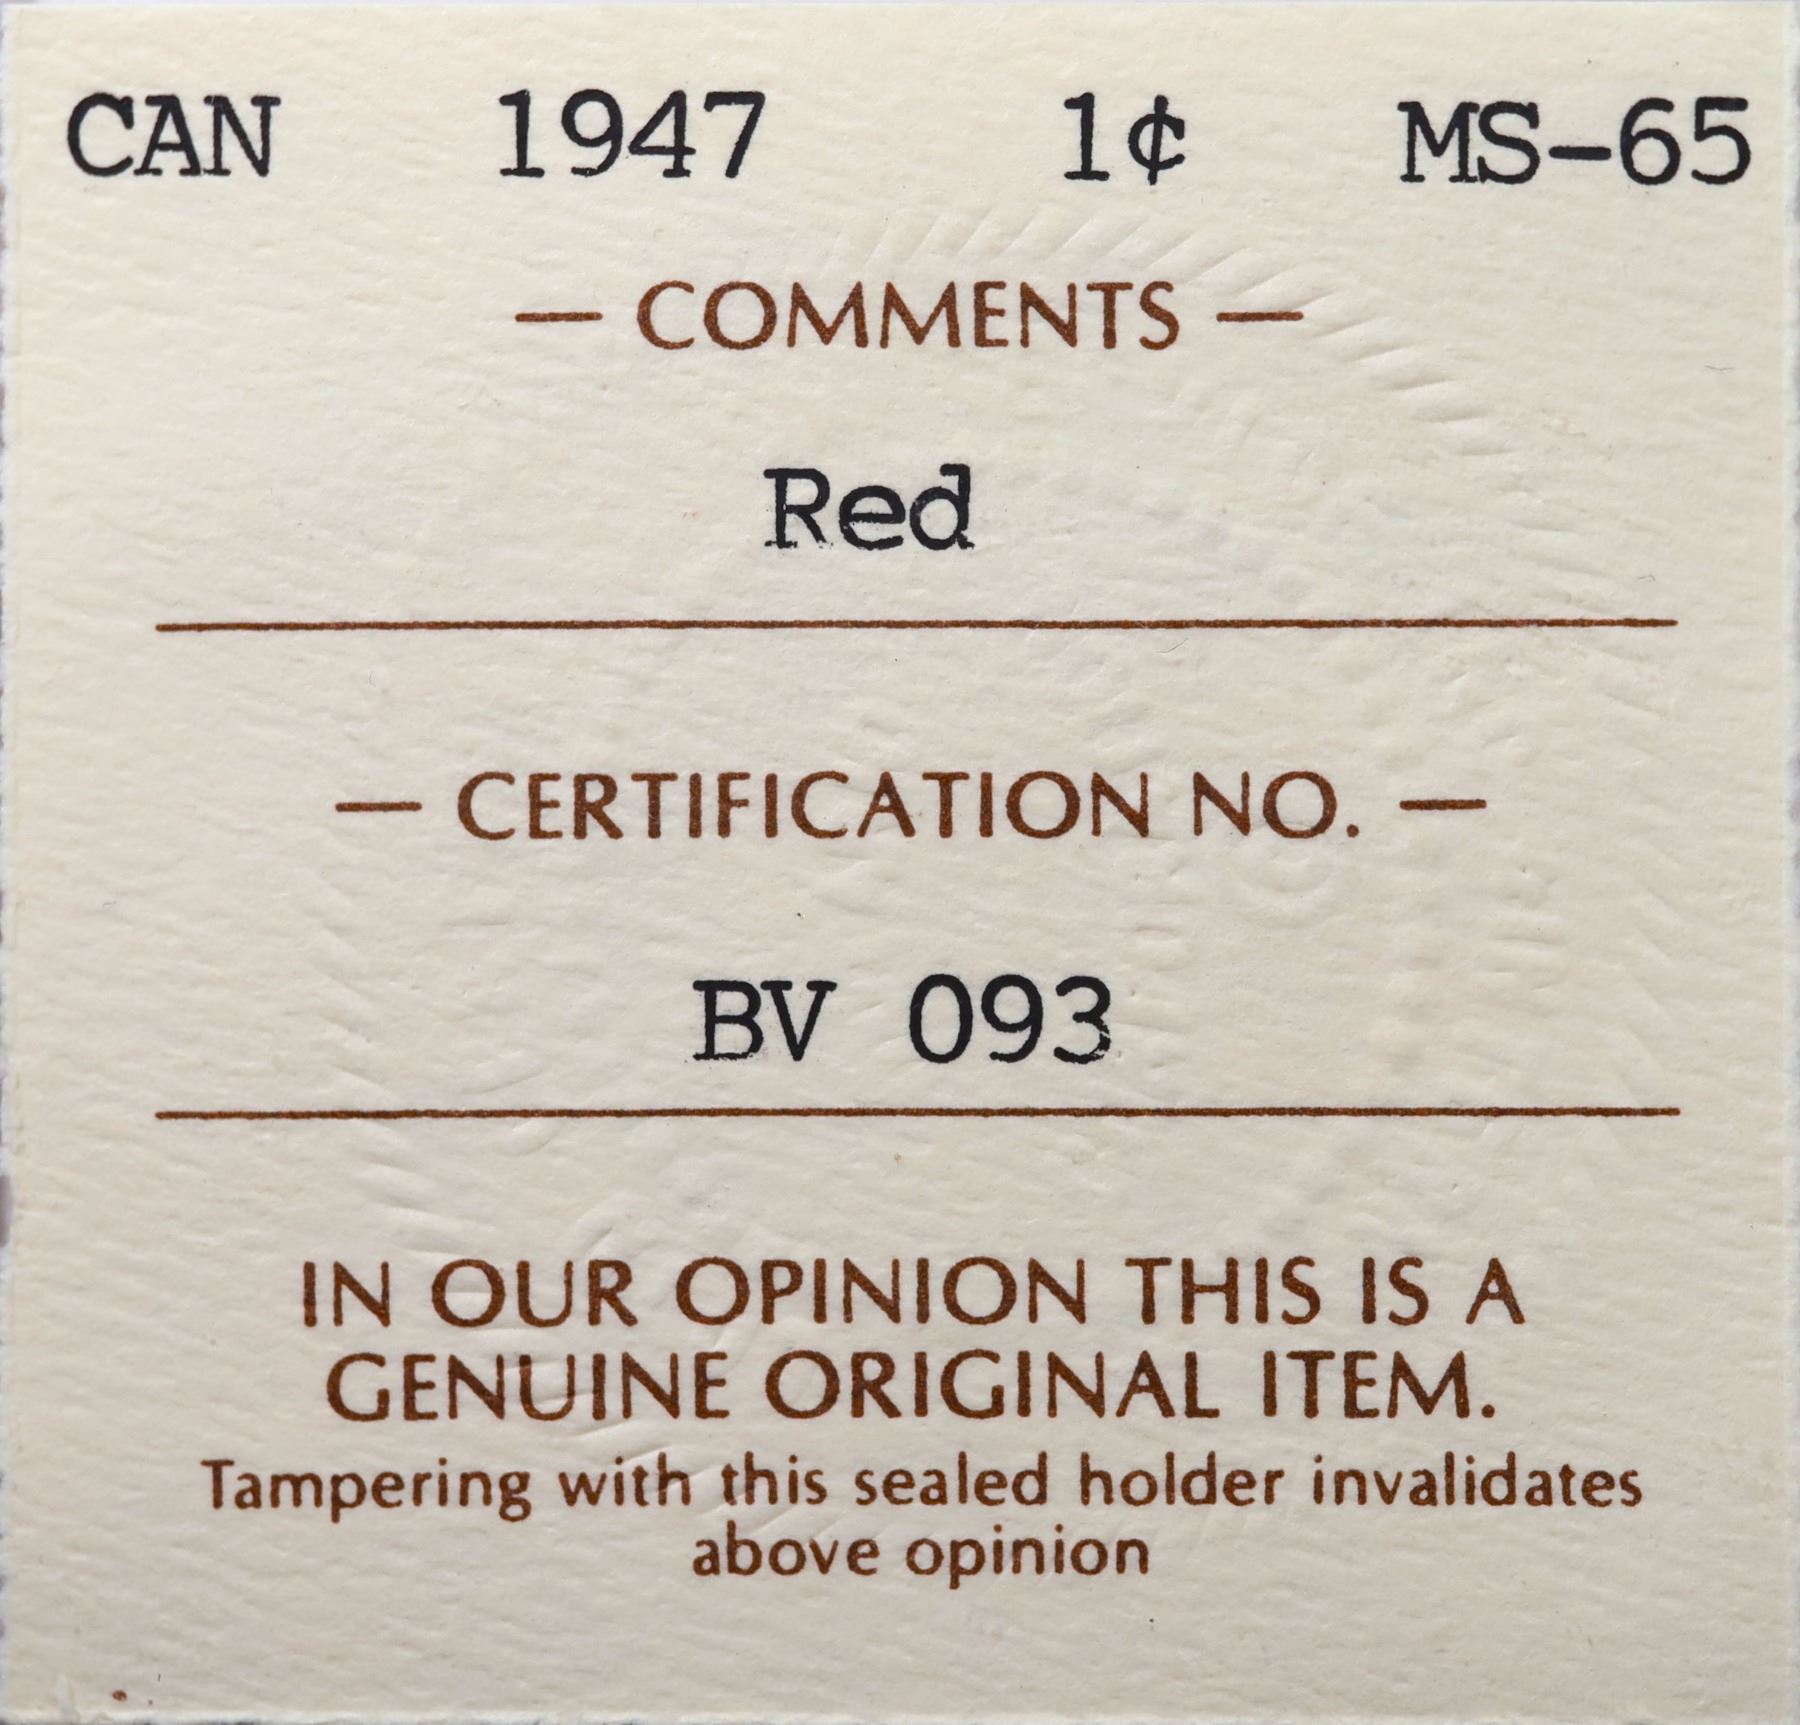 CAN 1947 1¢ MS-65
— COMMENTS —
Red
— CERTIFICATION NO. —
BV 093
IN OUR OPINION THIS IS A
GENUINE ORIGINAL ITEM.
Tampering with this sealed holder invalidates
above opinion